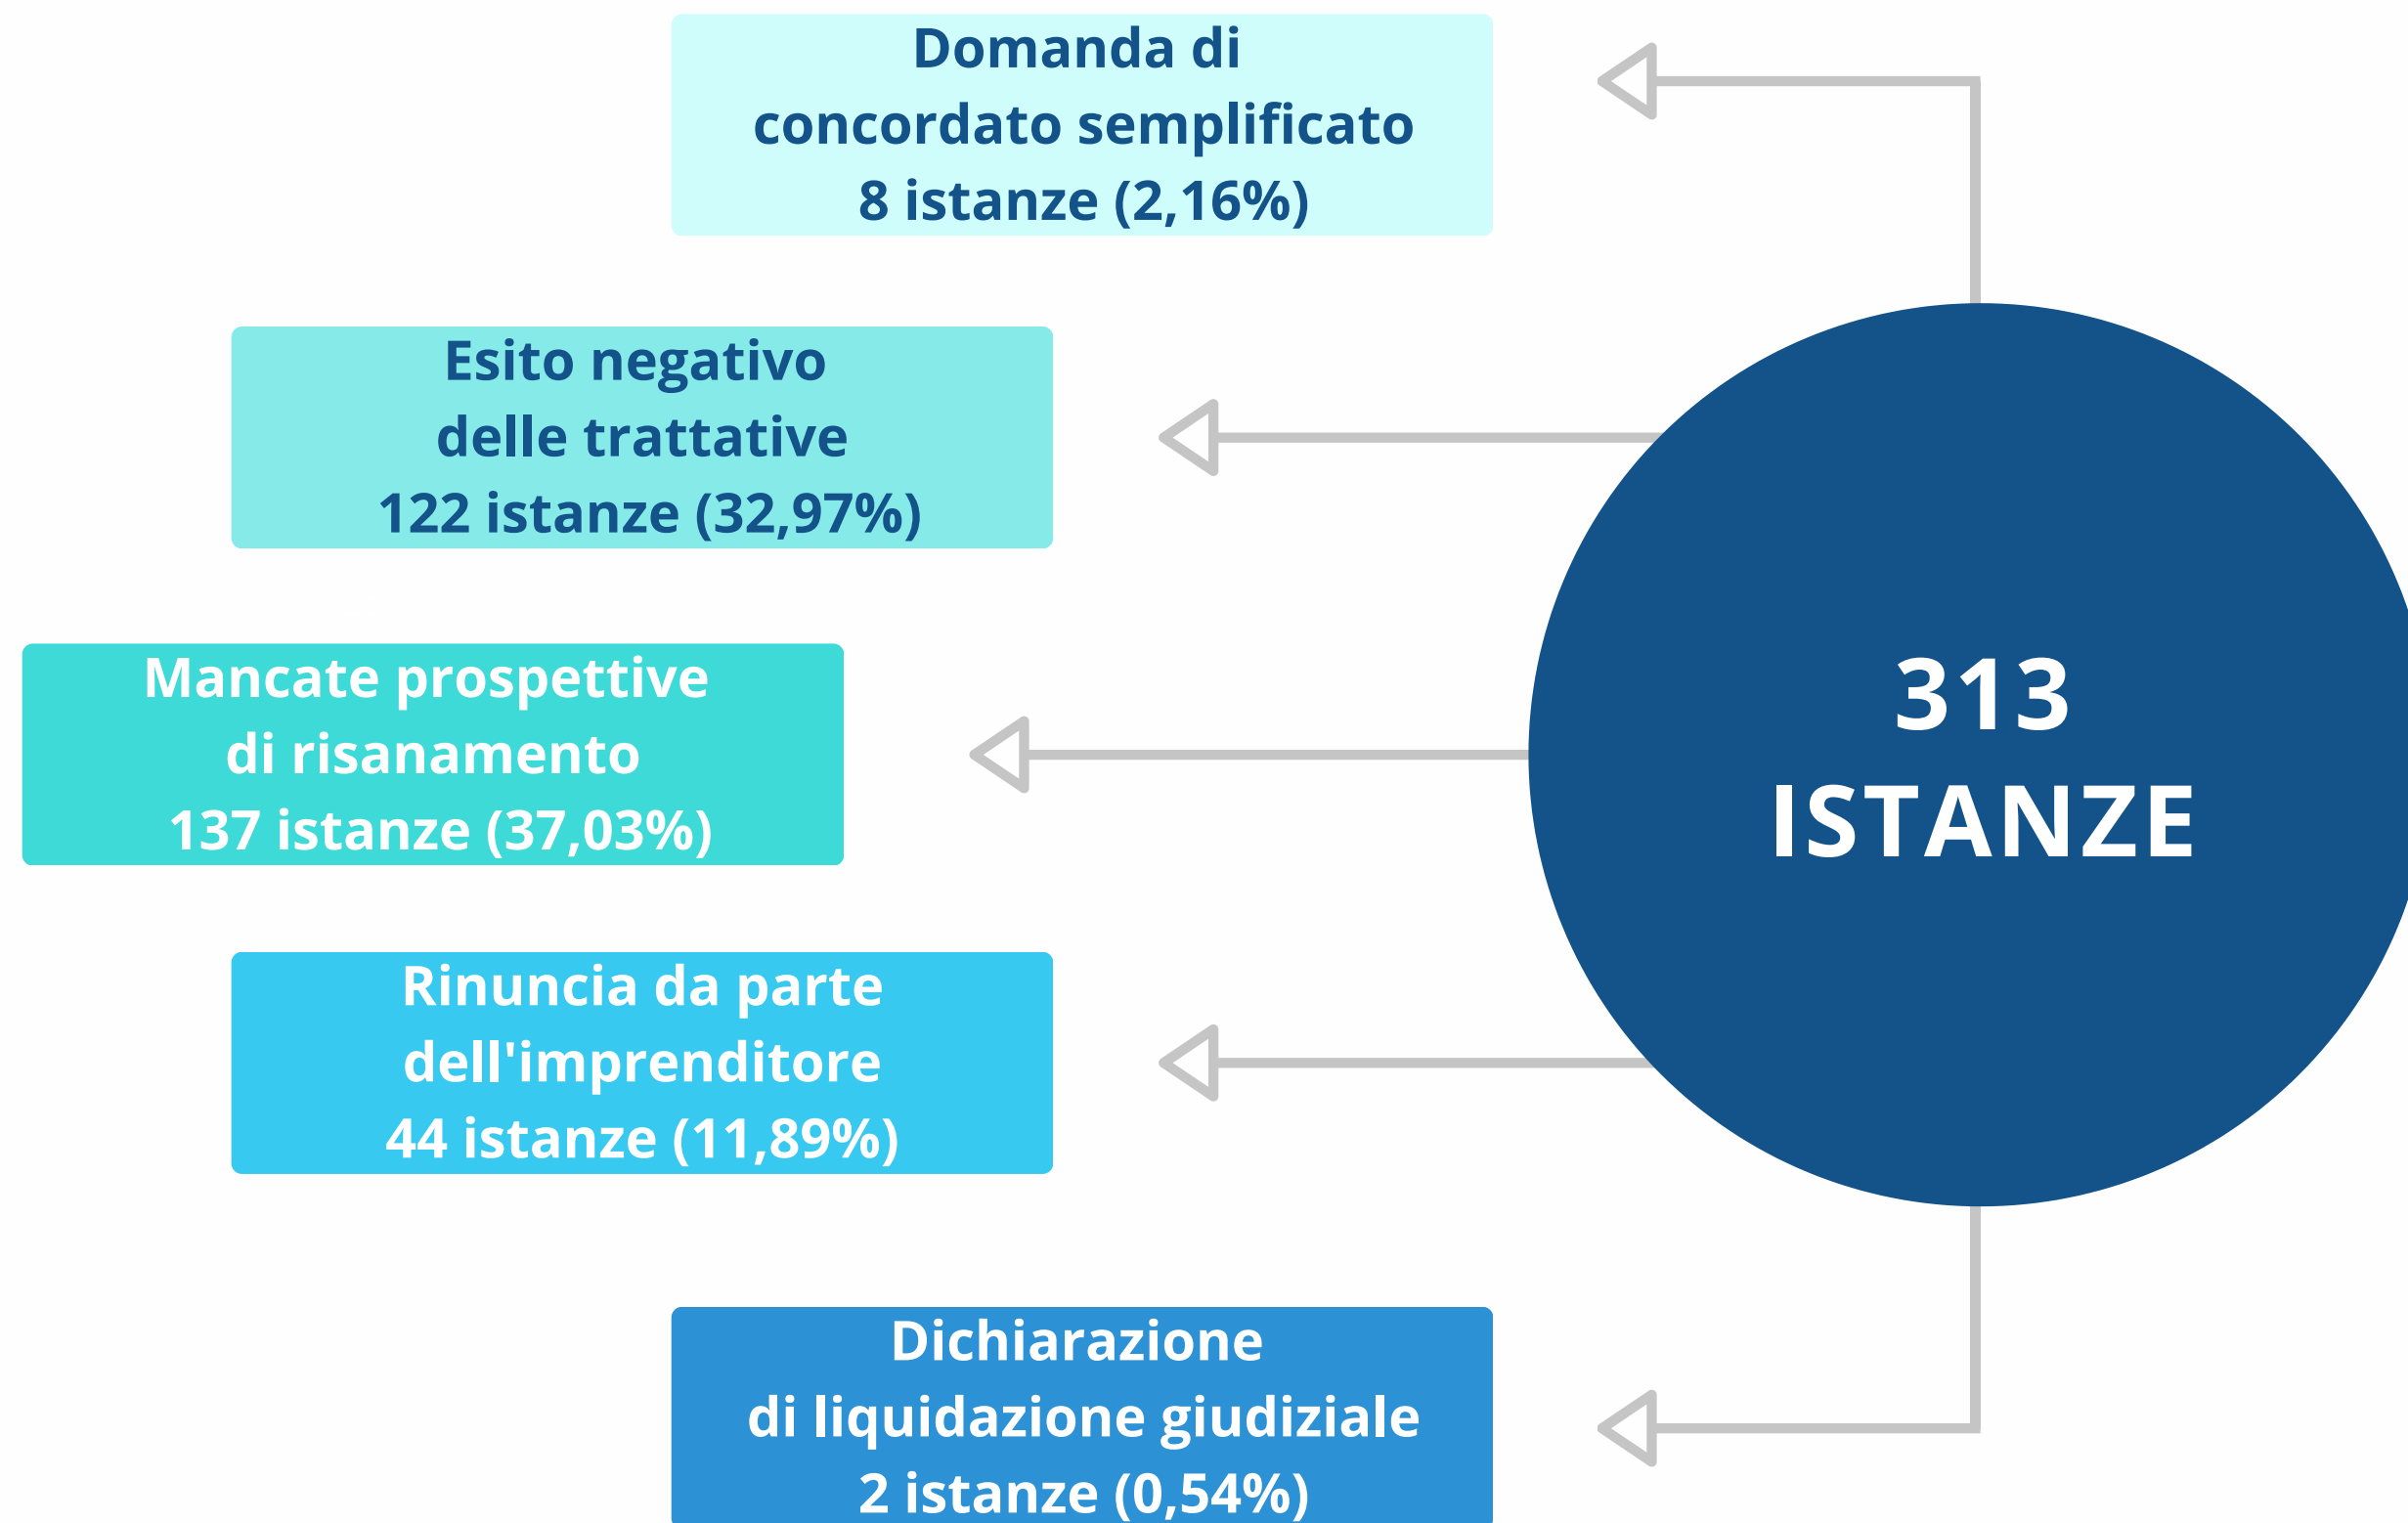 Domanda di
concordato semplificato
8 istanze (2,16%)
Esito negativo
delle trattative
122 istanze (32,97%)
Mancate prospettive
di risanamento
137 istanze (37,03%)
313
ISTANZE
Rinuncia da parte
dell'imprenditore
44 istanze (11,89%)
Dichiarazione
di liquidazione giudiziale
2 istanze (0,54%)